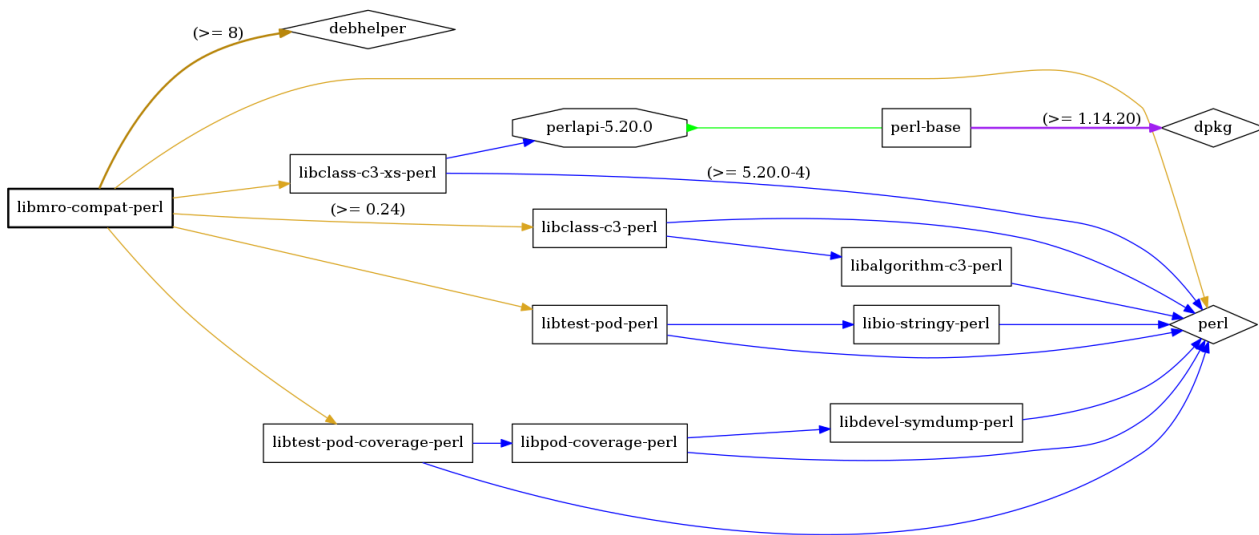 debhelper
(>= 8)
perlapi-5.20.0
perl-base
(>= 1.14.20)
dpkg
libclass-c3-xs-perl
(>= 5.20.0-4)
libmro-compat-perl
(>= 0.24)
libclass-c3-perl
libalgorithm-c3-perl
libtest-pod-perl
libio-stringy-perl
perl
libdevel-symdump-perl
libtest-pod-coverage-perl
libpod-coverage-perl